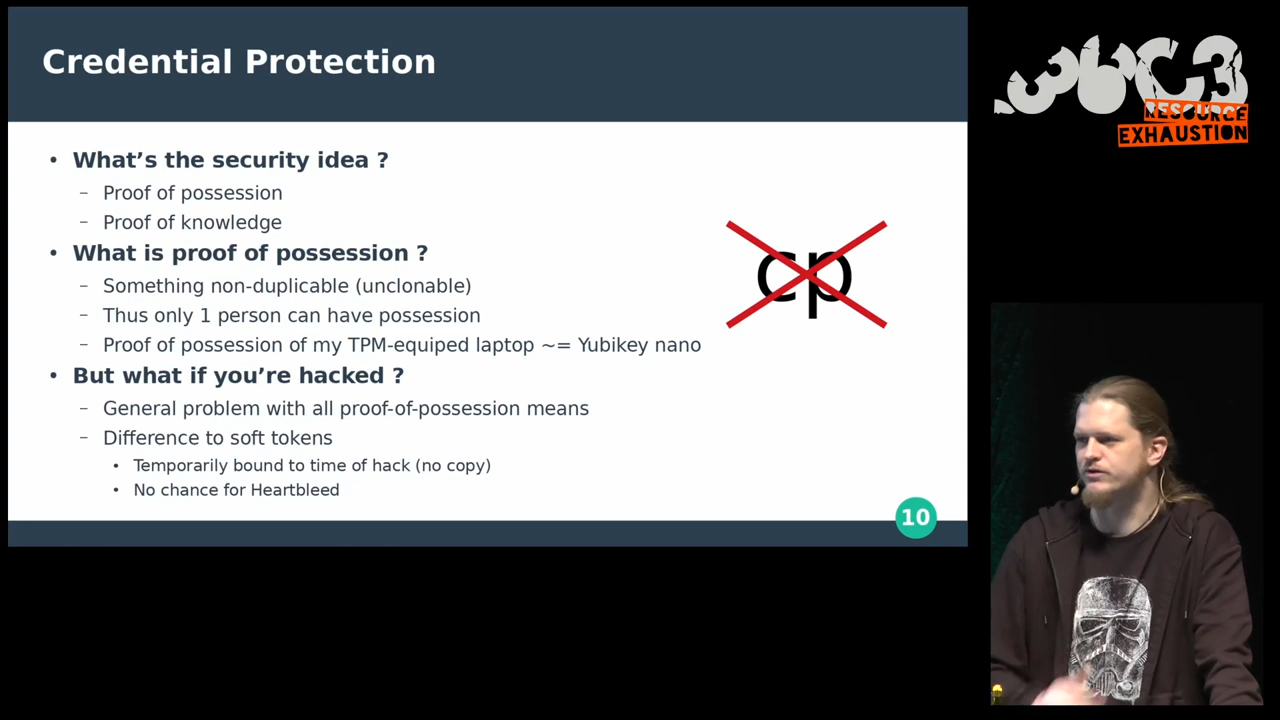 Credential Protection
• What’s the security idea ?
– Proof of possession
– Proof of knowledge
• What is proof of possession ?
– Something non-duplicable (unclonable)
– Thus only 1 person can have possession
– Proof of possession of my TPM-equiped laptop ~= Yubikey nano
• But what if you’re hacked ?
– General problem with all proof-of-possession means
– Difference to soft tokens
• Temporarily bound to time of hack (no copy)
• No chance for Heartbleed
cp
10
36C3
RESOURCE
EXHAUSTION